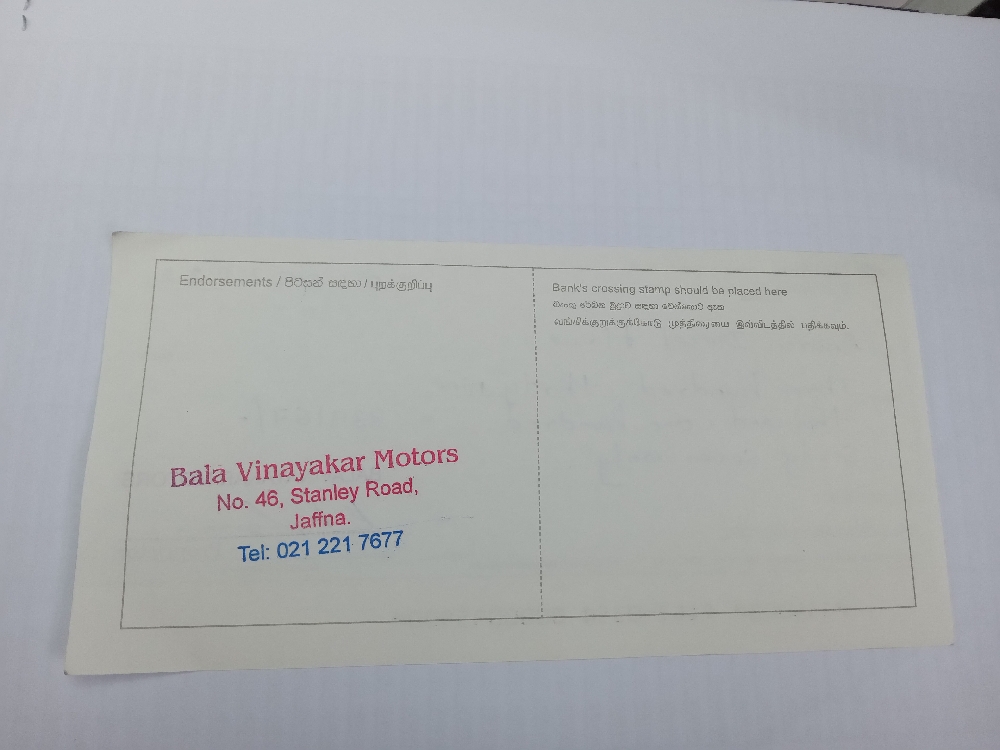 Endorsements / පිටසන් සඳහා / புறக்குறிப்பு
Bank's crossing stamp should be placed here
வங்கிக்குறுக்குக்கோடு முத்திரையை இவ்விடத்தில் பதிக்கவும்.
Bala Vinayakar Motors
No. 46, Stanley Road,
Jaffna.
Tel: 021 221 7677